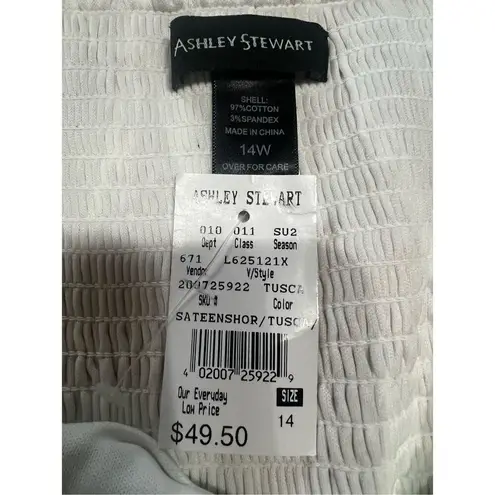 ASHLEY STEWART
SHELL:
97%COTTON
3%SPANDEX
MADE IN CHINA
14W
OVER FOR CARE
ASHLEY STEWART
010 011 SU2
Dept Class Season
671 L625121X
Vendor V/Style
200725922 TUSCA
SKU # Color
SATEENSHOR/TUSCA/
4 02007 25922 9
Our Everyday
Low Price
SIZE
$49.50
14